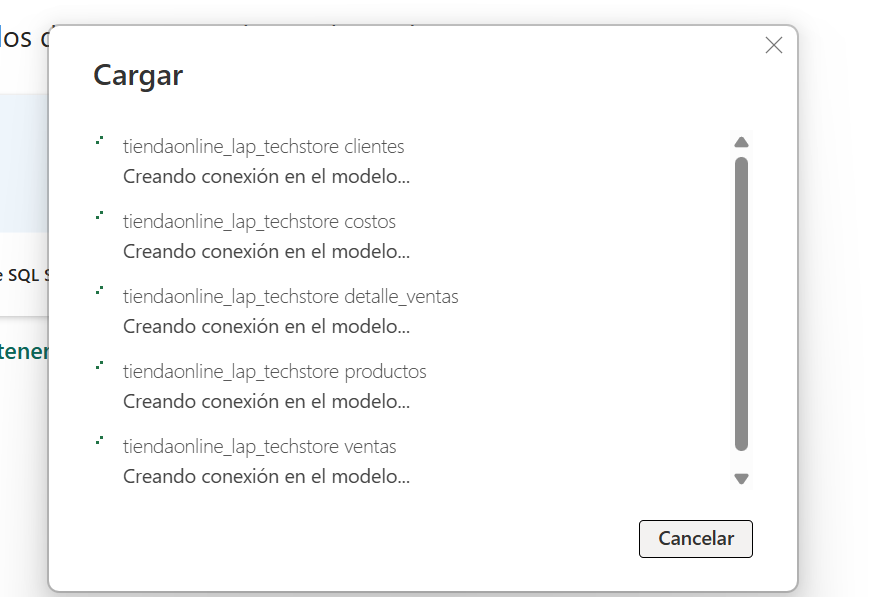 los
Cargar
tiendaonline_lap_techstore clientes
Creando conexión en el modelo...
tiendaonline_lap_techstore costos
Creando conexión en el modelo...
e SQL S
tiendaonline_lap_techstore detalle_ventas
Creando conexión en el modelo...
tener
tiendaonline_lap_techstore productos
Creando conexión en el modelo...
tiendaonline_lap_techstore ventas
Creando conexión en el modelo...
Cancelar